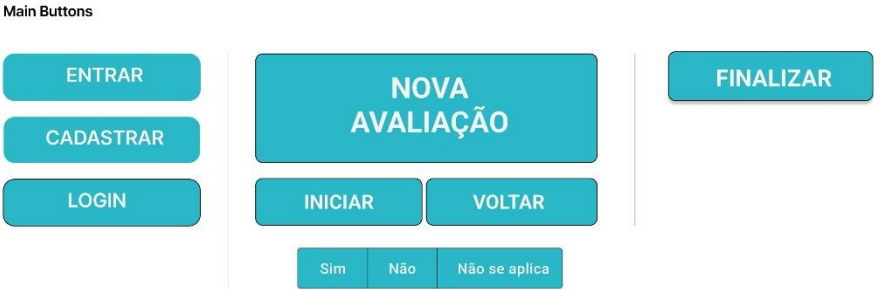 Main Buttons
ENTRAR
CADASTRAR
LOGIN
NOVA
AVALIAÇÃO
INICIAR
VOLTAR
Sim
Não
Não se aplica
FINALIZAR